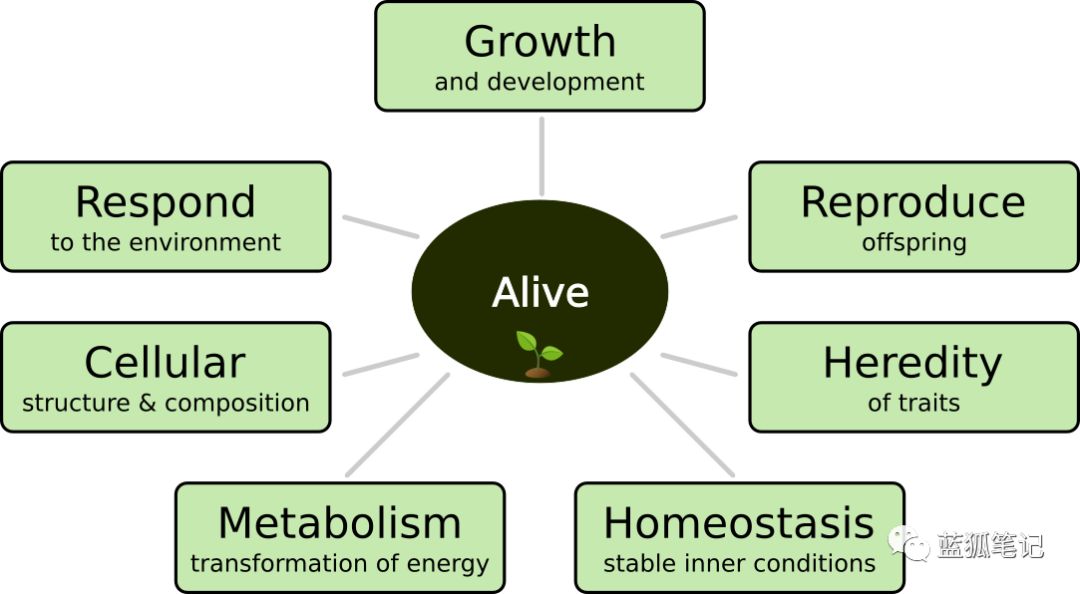 Growth
and development
Respond
to the environment
Reproduce
offspring
Alive
Cellular
structure & composition
Heredity
of traits
Metabolism
transformation of energy
Homeostasis
stable inner conditions
蓝狐笔记